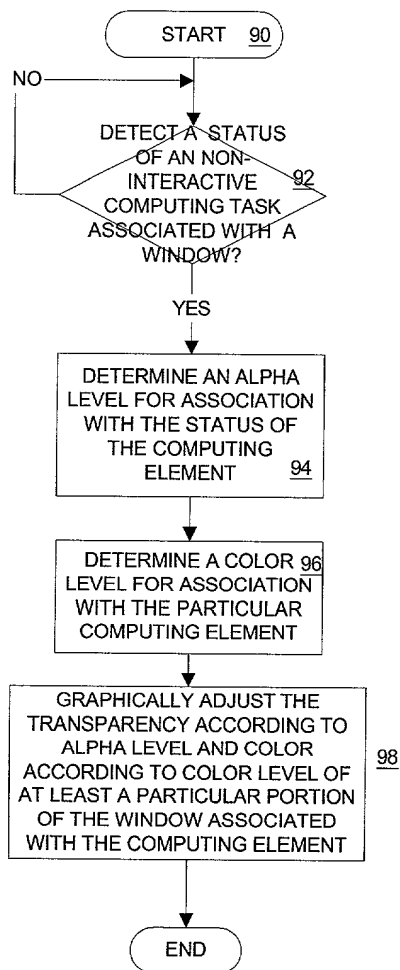 START 90
NO
DETECT A STATUS
OF AN NON-
INTERACTIVE
92
COMPUTING TASK
ASSOCIATED WITH A
WINDOW?
YES
DETERMINE AN ALPHA
LEVEL FOR ASSOCIATION
WITH THE STATUS OF
THE COMPUTING
ELEMENT 94
DETERMINE A COLOR 96
LEVEL FOR ASSOCIATION
WITH THE PARTICULAR
COMPUTING ELEMENT
GRAPHICALLY ADJUST THE
TRANSPARENCY ACCORDING TO
ALPHA LEVEL AND COLOR
ACCORDING TO COLOR LEVEL OF 98
AT LEAST A PARTICULAR PORTION
OF THE WINDOW ASSOCIATED
WITH THE COMPUTING ELEMENT
END